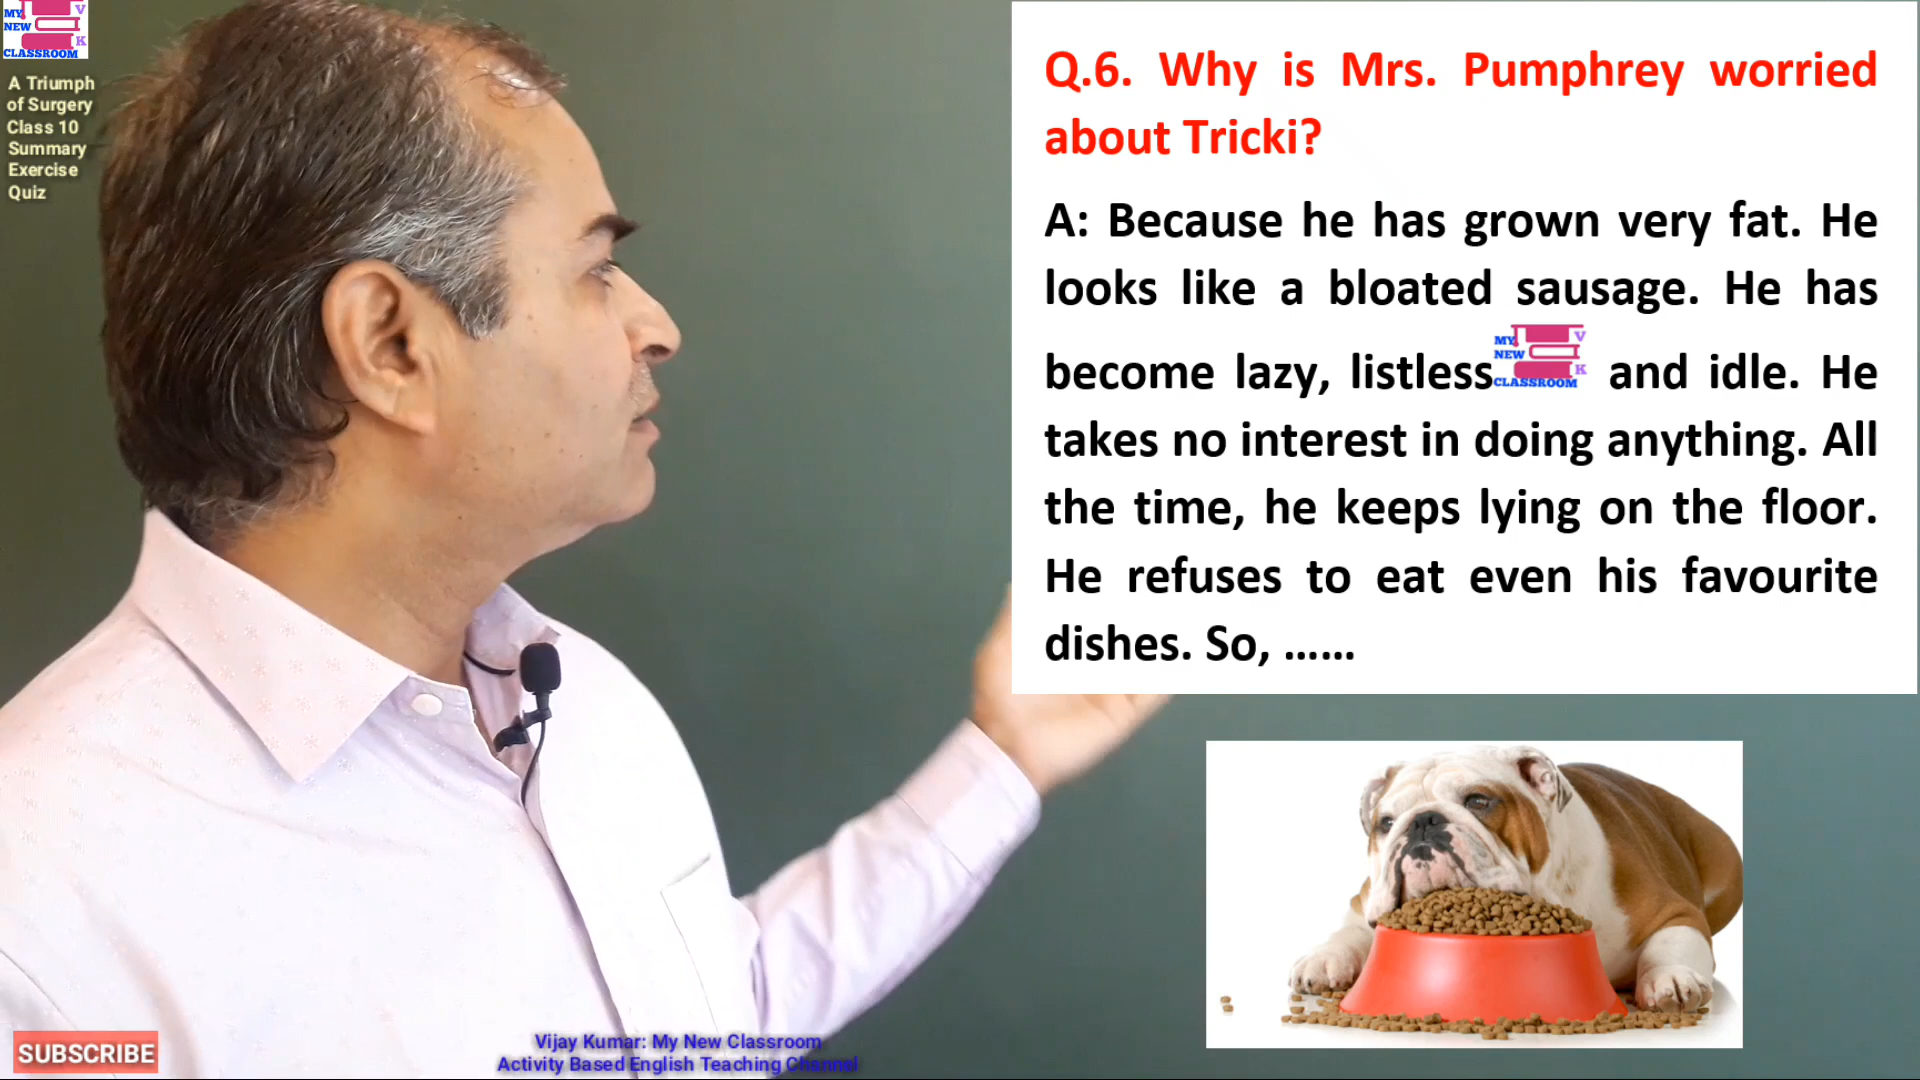 MY
NEW
V
K
CLASSROOM
A Triumph
of Surgery
Class 10
Summary
Exercise
Quiz
Q.6. Why is Mrs. Pumphrey worried
about Tricki?
A: Because he has grown very fat. He
looks like a bloated sausage. He has
become lazy, listless and idle. He
MY
NEW
V
K
CLASSROOM
takes no interest in doing anything. All
the time, he keeps lying on the floor.
He refuses to eat even his favourite
dishes. So, ......
SUBSCRIBE
Vijay Kumar: My New Classroom
Activity Based English Teaching Channel